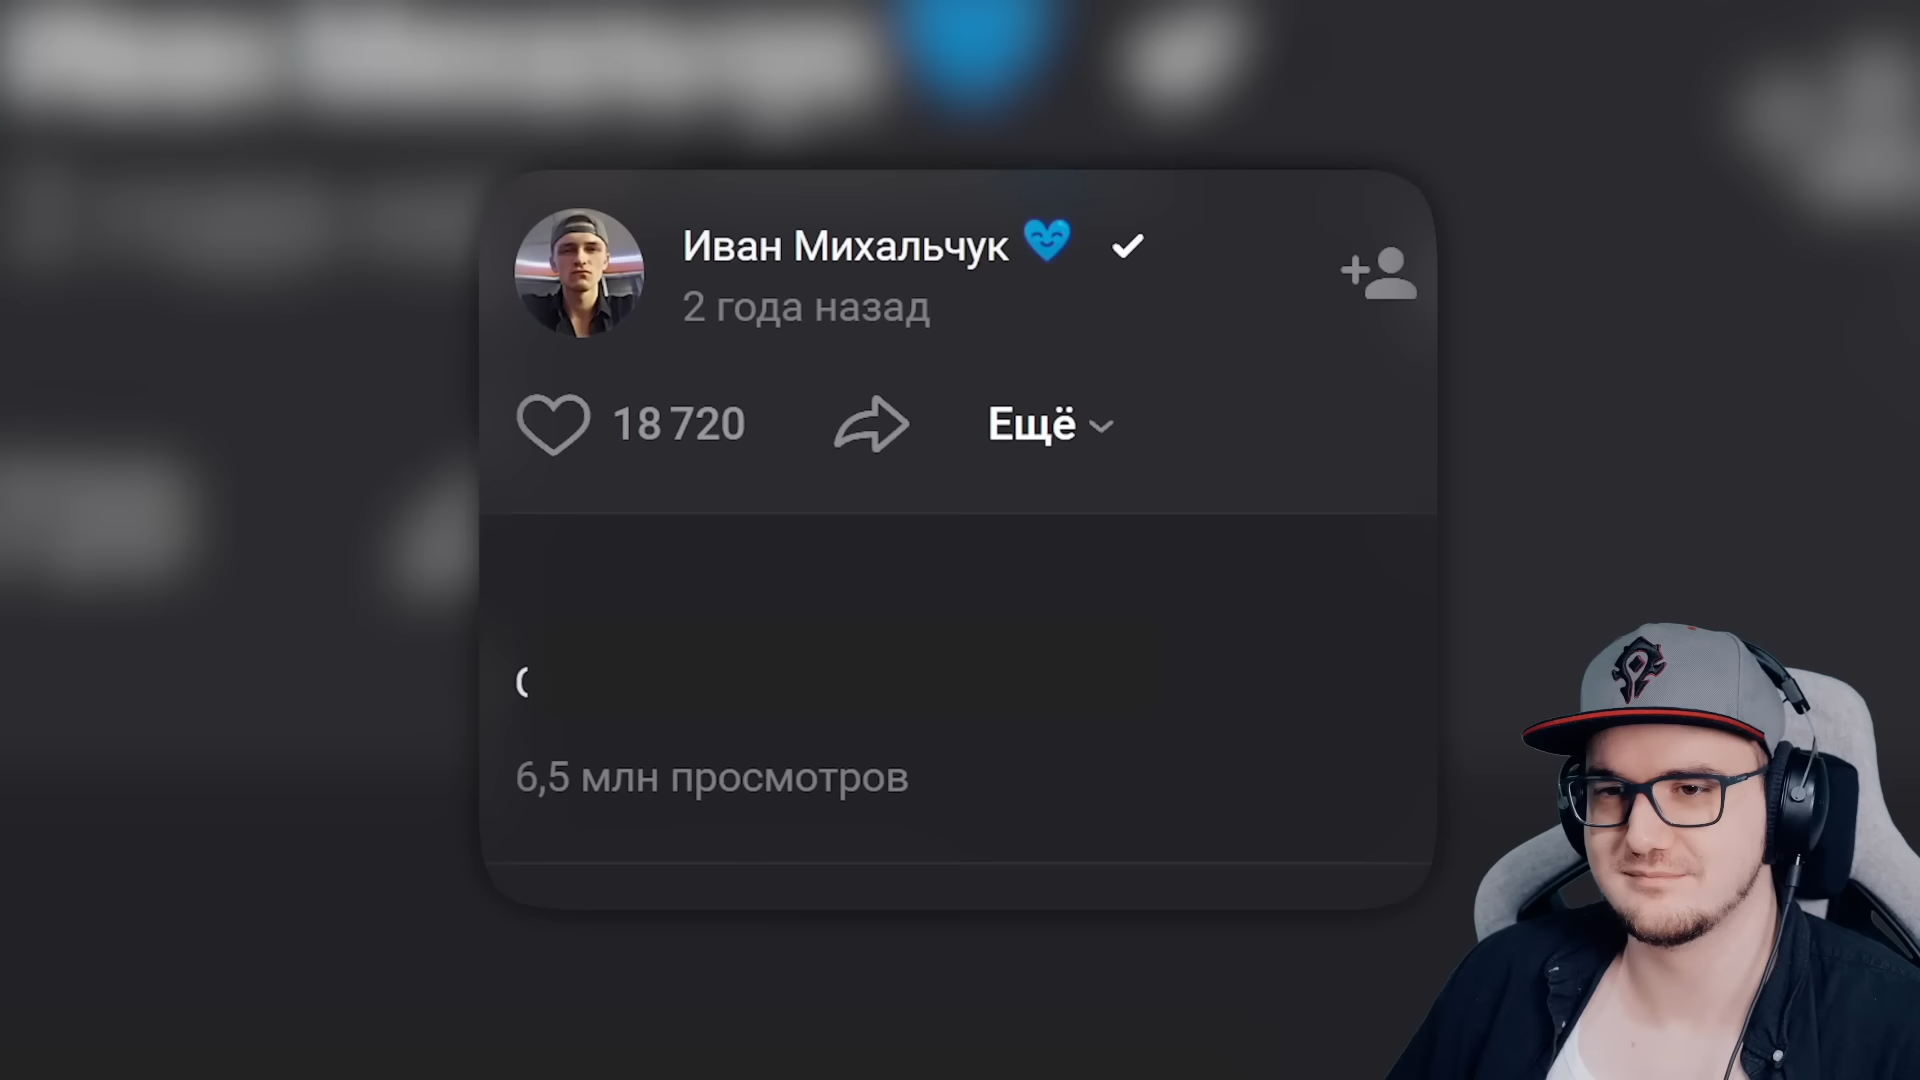 Иван Михальчук
2 года назад
18 720
Ещё
6,5 млн просмотров